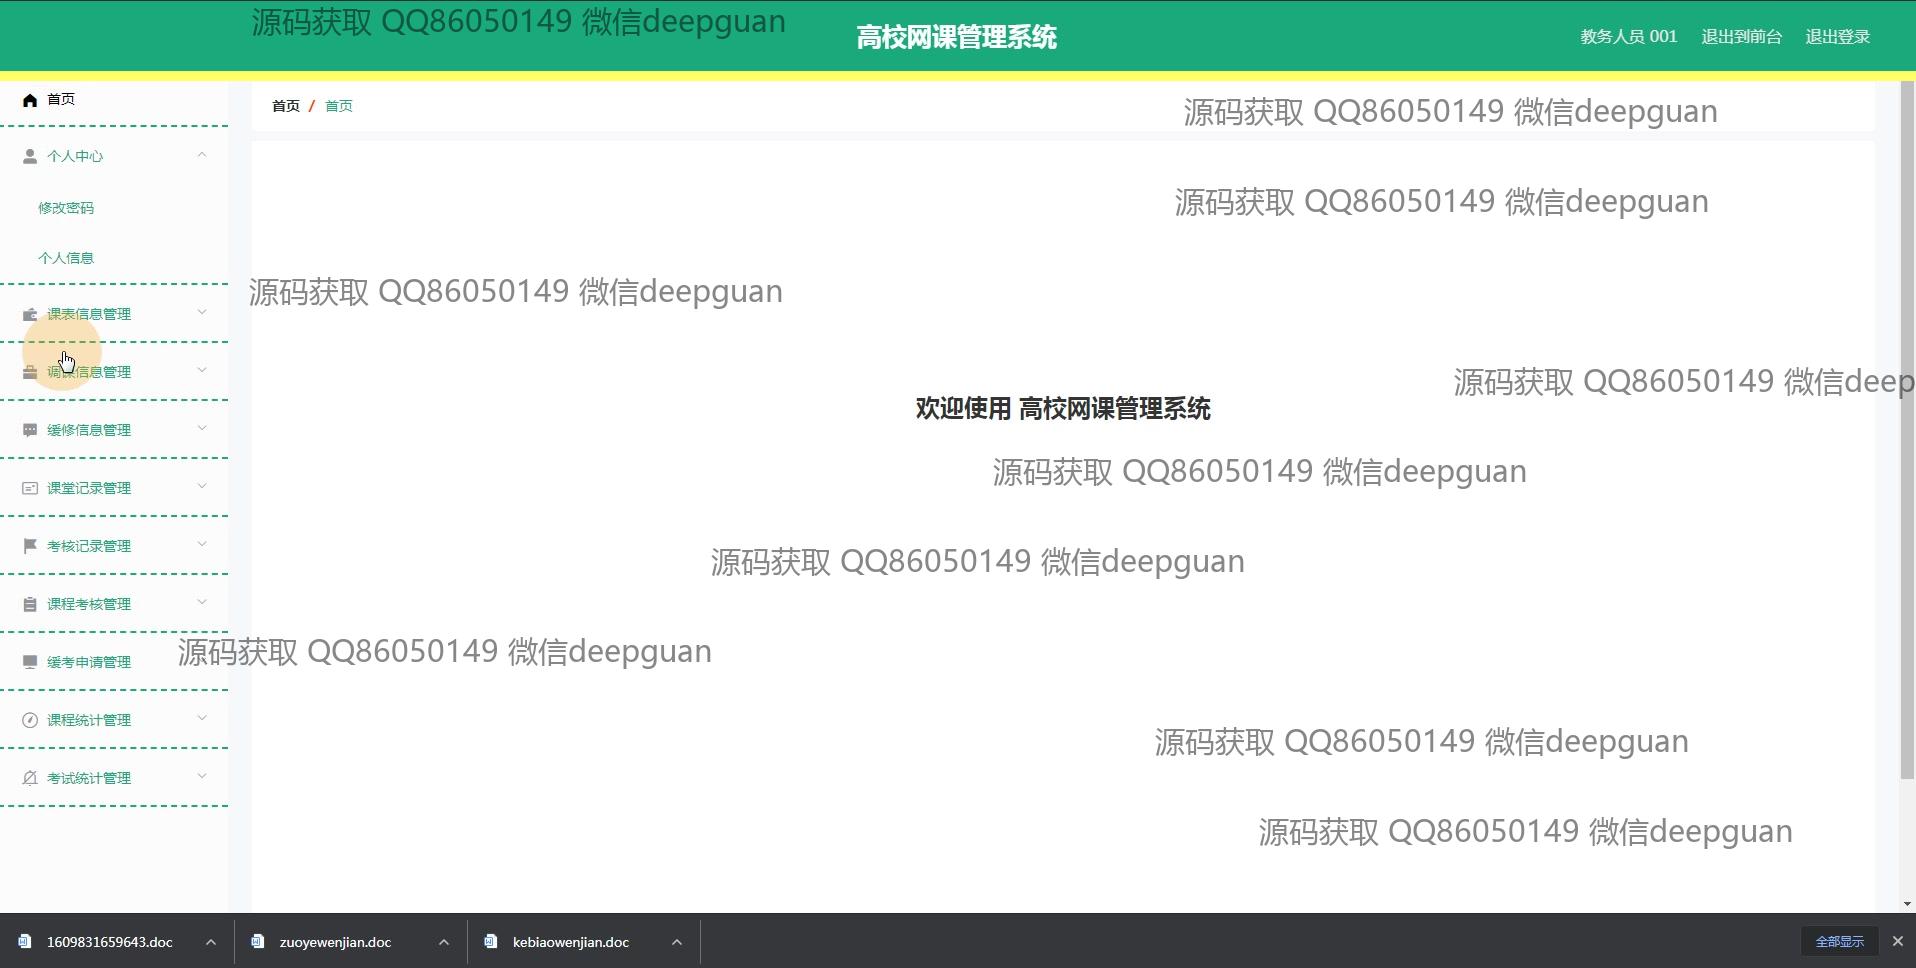 源码获取 QQ86050149 微信deepguan
高校网课管理系统
教务人员 001 退出到前台 退出登录
首页
首页 / 首页
源码获取 QQ86050149 微信deepguan
个人中心
源码获取 QQ86050149 微信deepguan
修改密码
个人信息
源码获取 QQ86050149 微信deepguan
课表信息管理
调课信息管理
源码获取 QQ86050149 微信deep
欢迎使用 高校网课管理系统
缓修信息管理
源码获取 QQ86050149 微信deepguan
课堂记录管理
考核记录管理
源码获取 QQ86050149 微信deepguan
课程考核管理
源码获取 QQ86050149 微信deepguan
缓考申请管理
课程统计管理
源码获取 QQ86050149 微信deepguan
考试统计管理
源码获取 QQ86050149 微信deepguan
1609831659643.doc zuoyewenjian.doc kebiaowenjian.doc 全部显示